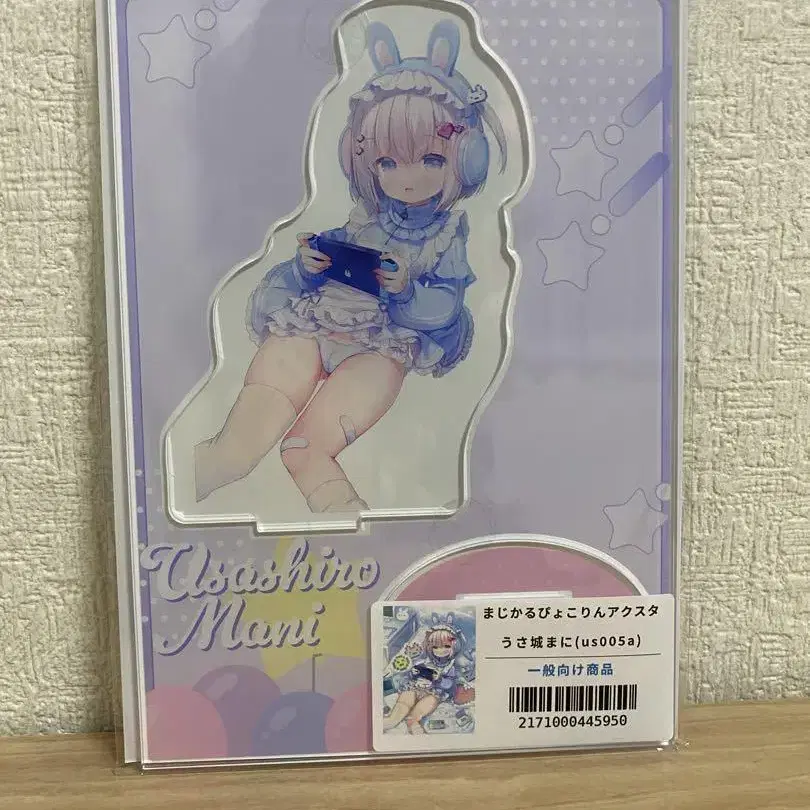 Usashiro
Mani
まじかるぴょこりんアクスタ
うさ城まに(us005a)
一般向け商品
2171000445950